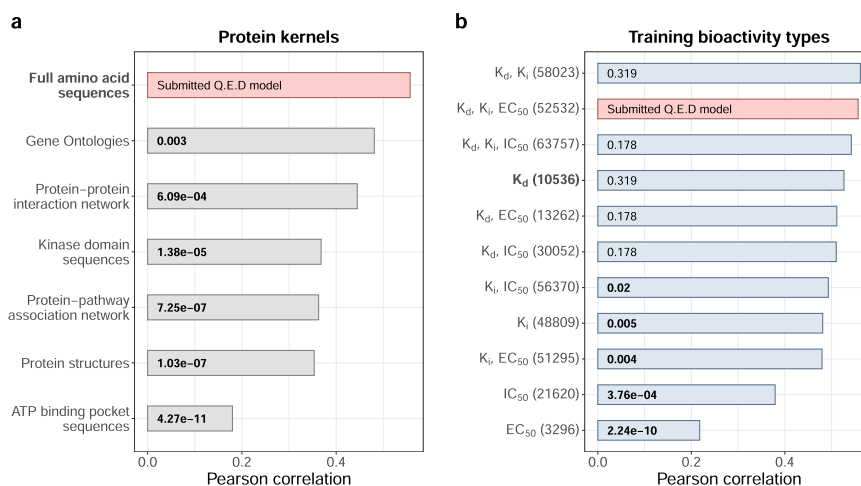 a
Protein kernels
Full amino acid
sequences
Submitted Q.E.D model
Gene Ontologies
0.003
Protein−protein
interaction network
6.09e−04
Kinase domain
sequences
1.38e−05
Protein−pathway
association network
7.25e−07
Protein structures
1.03e−07
ATP binding pocket
sequences
4.27e−11
0.0 0.2 0.4
Pearson correlation
b
Training bioactivity types
Kd, Ki (58023)
0.319
Kd, Ki, EC50 (52532)
Submitted Q.E.D model
Kd, Ki, IC50 (63757)
0.178
Kd (10536)
0.319
Kd, EC50 (13262)
0.178
Kd, IC50 (30052)
0.178
Ki, IC50 (56370)
0.02
Ki (48809)
0.005
Ki, EC50 (51295)
0.004
IC50 (21620)
3.76e−04
EC50 (3296)
2.24e−10
0.0 0.2 0.4
Pearson correlation